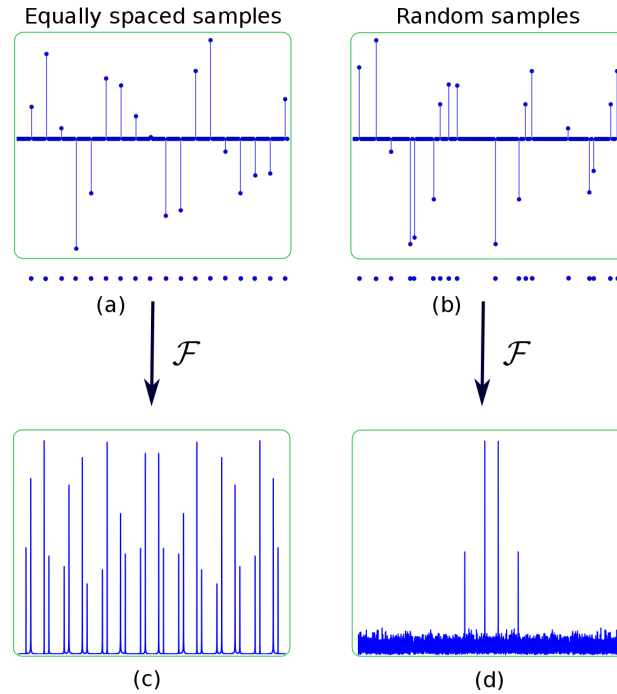 Equally spaced samples
Random samples
(a)
(b)
ℱ
ℱ
(c)
(d)